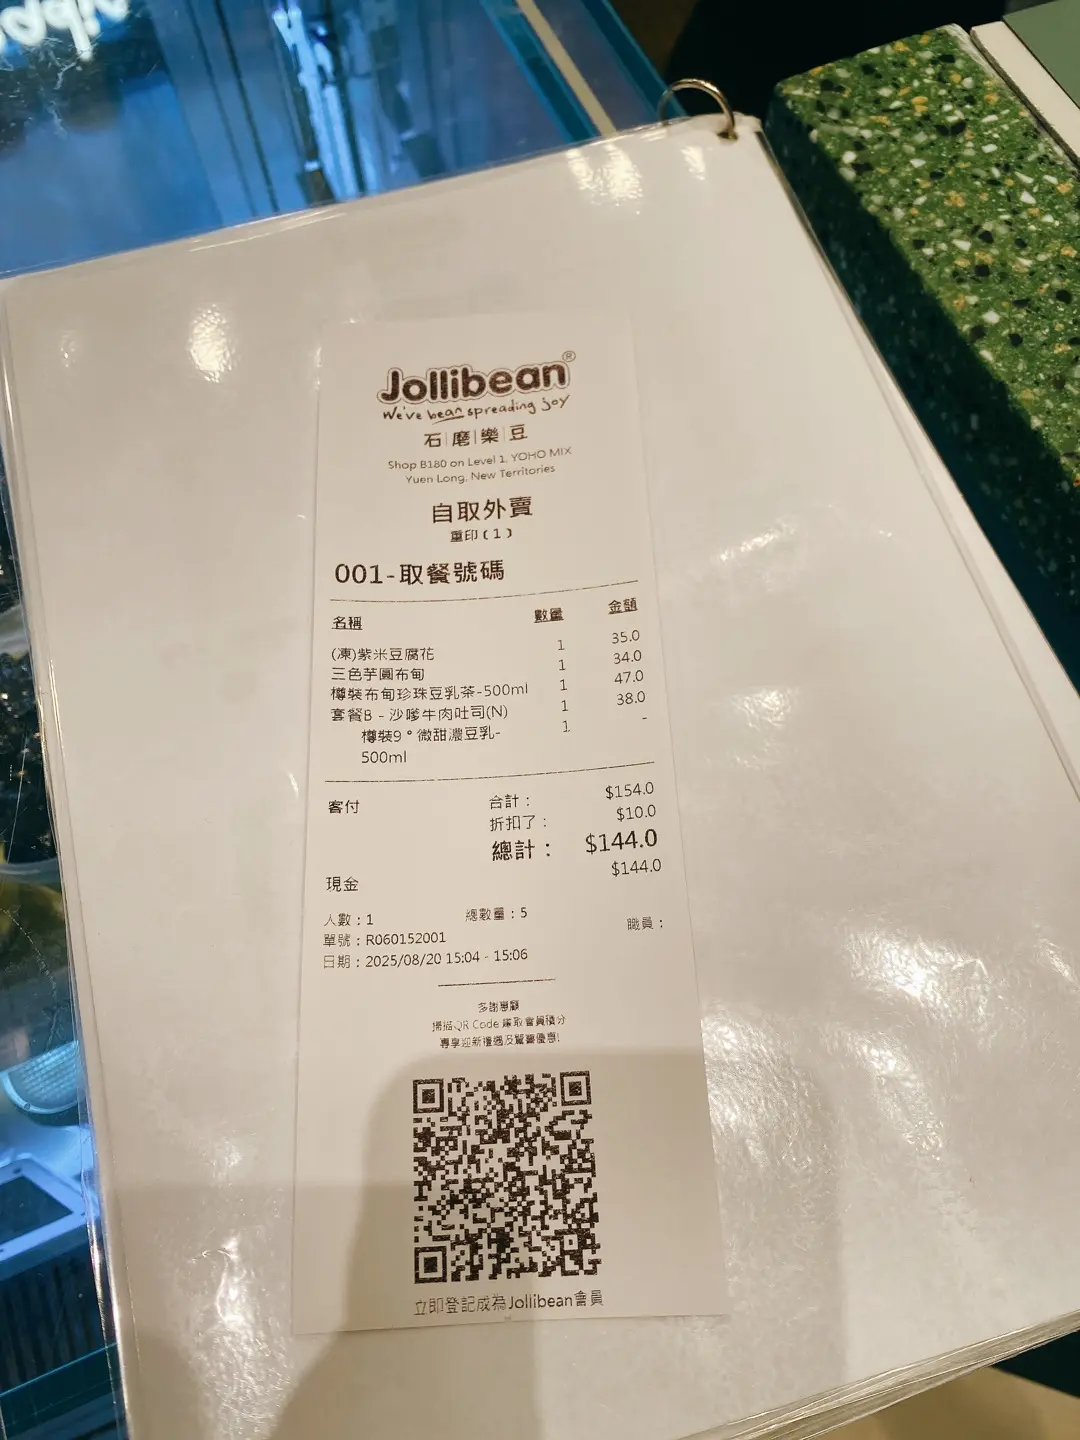 Jollibean®
We've bean spreading joy
石|磨|樂|豆
Shop B180 on Level 1, YOHO MIX
Yuen Long, New Territories
自取外賣
重印(1)
001-取餐號碼
名稱 數量 金額
(凍)紫米豆腐花 1 35.0
三色芋圓布甸 1 34.0
樽裝布甸珍珠豆乳茶-500ml 1 47.0
套餐B - 沙嗲牛肉吐司(N) 1 38.0
樽裝9°微甜濃豆乳- 1 -
500ml
客付 合計: $154.0
折扣了: $10.0
總計: $144.0
現金 $144.0
人數:1 總數量:5 職員:
單號:R060152001
日期:2025/08/20 15:04 - 15:06
多謝惠顧
掃描QR Code 賺取會員積分
專享迎新禮遇及驚喜優惠!
立即登記成為Jollibean會員